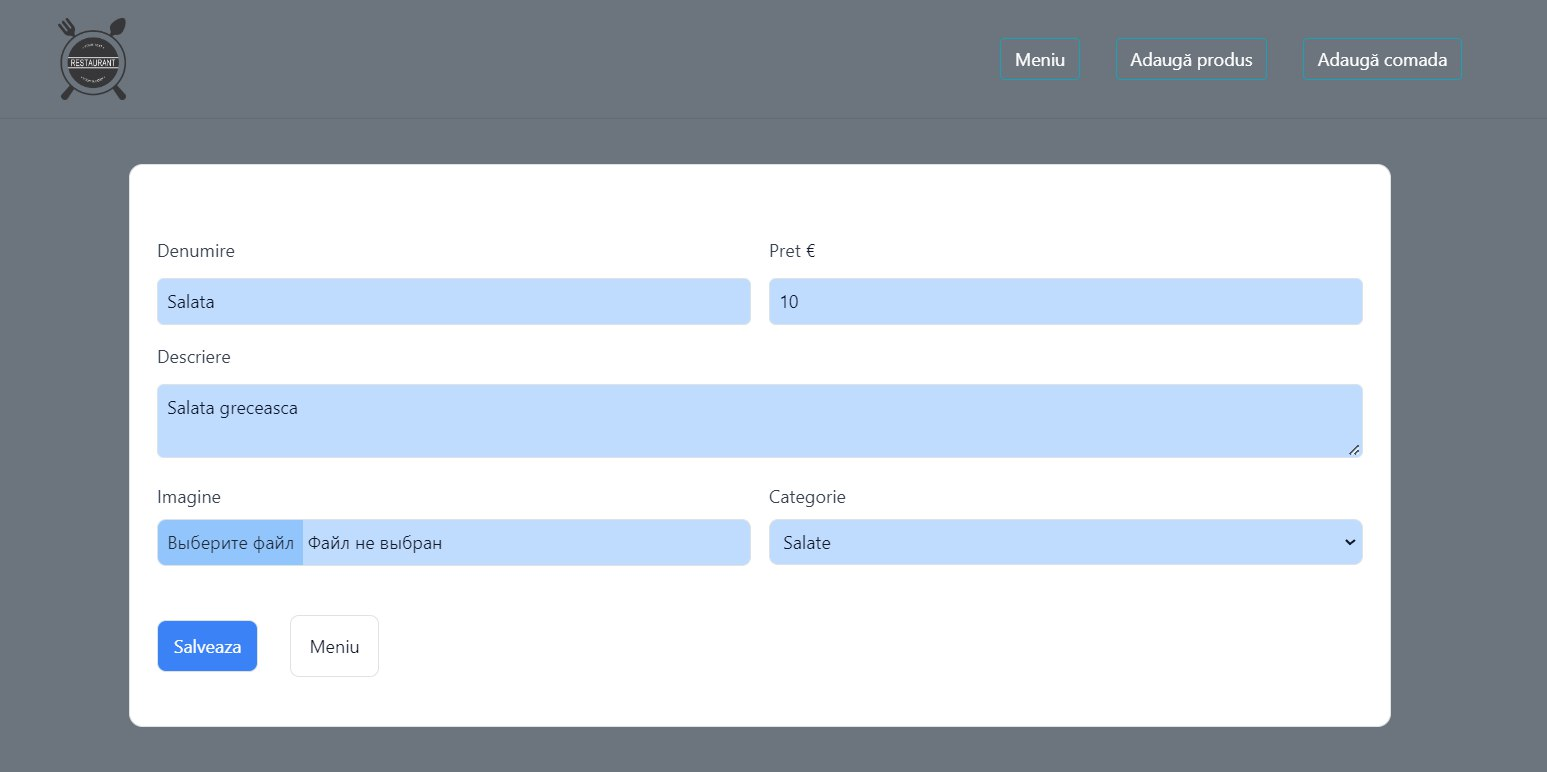 RESTAURANT
Meniu Adaugă produs Adaugă comada
Denumire Pret €
Salata 10
Descriere
Salata greceasca
Imagine Categorie
Выберите файл Файл не выбран Salate
Salveaza Meniu